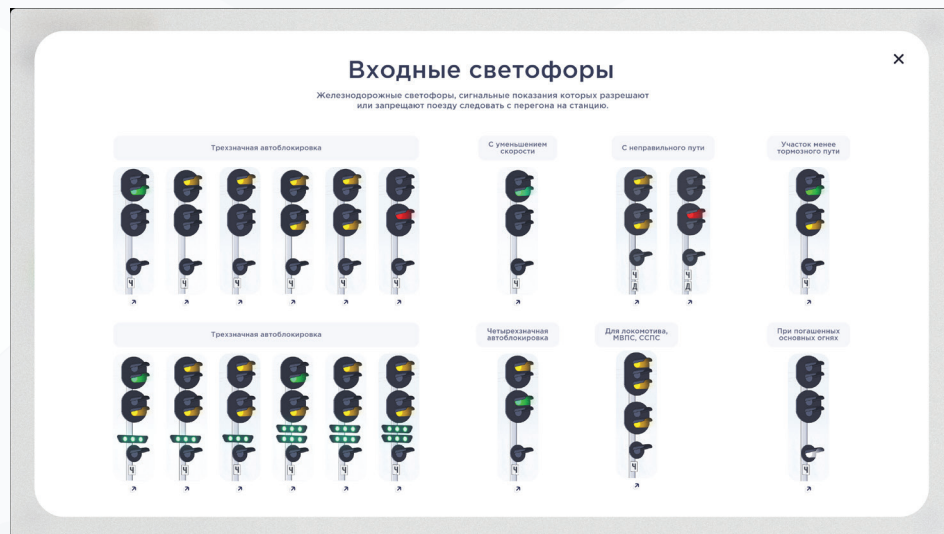 Входные светофоры
Железнодорожные светофоры, сигнальные показания которых разрешают
или запрещают поезду следовать с перегона на станцию.
Трехзначная автоблокировка
С уменьшением
скорости
С неправильного пути
Участок менее
тормозного пути
Ч Ч Ч Ч Ч Ч Ч Ч Ч Ч
Д Д
Трехзначная автоблокировка
Четырехзначная
автоблокировка
Для локомотива,
МВПС, ССПС
При погашенных
основных огнях
Ч Ч Ч Ч Ч Ч Ч Ч Ч